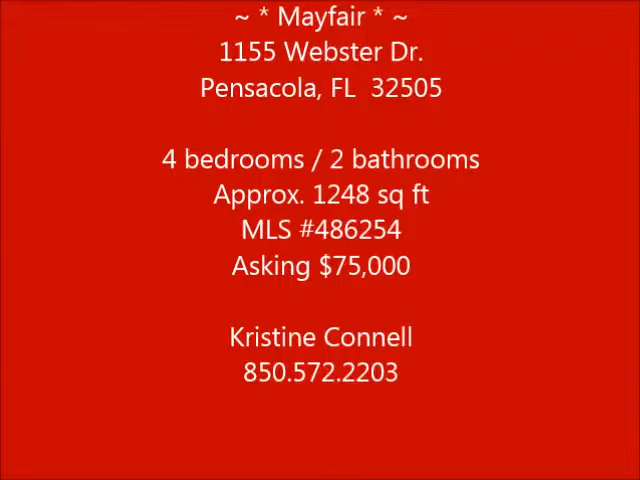 ~ * Mayfair * ~
1155 Webster Dr.
Pensacola, FL  32505
4 bedrooms / 2 bathrooms
Approx. 1248 sq ft
MLS #486254
Asking $75,000
Kristine Connell
850.572.2203